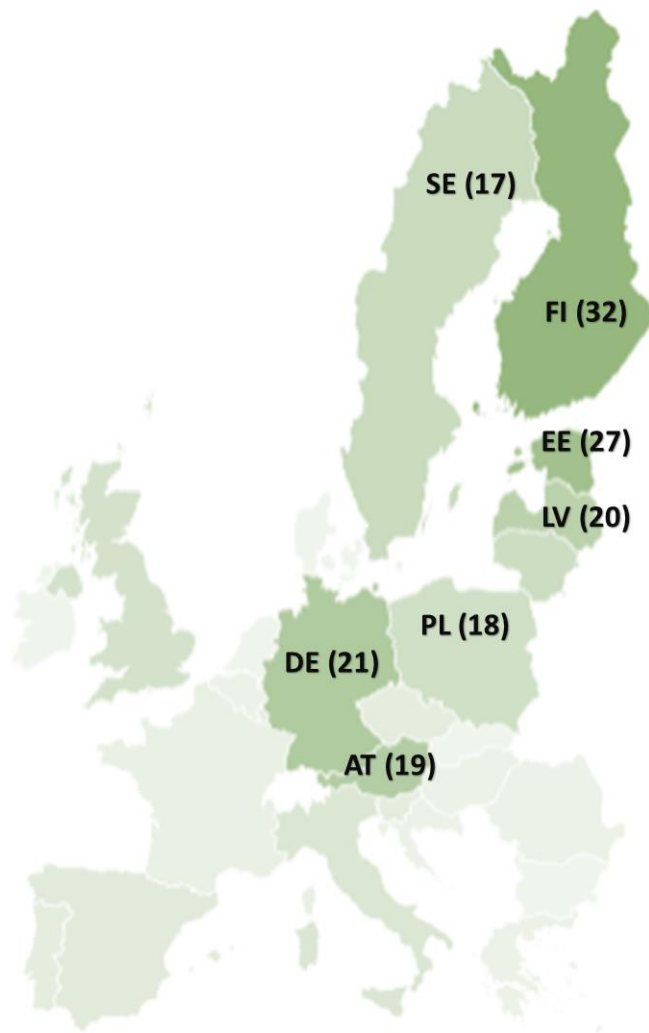 SE (17)
FI (32)
EE (27)
LV (20)
PL (18)
DE (21)
AT (19)